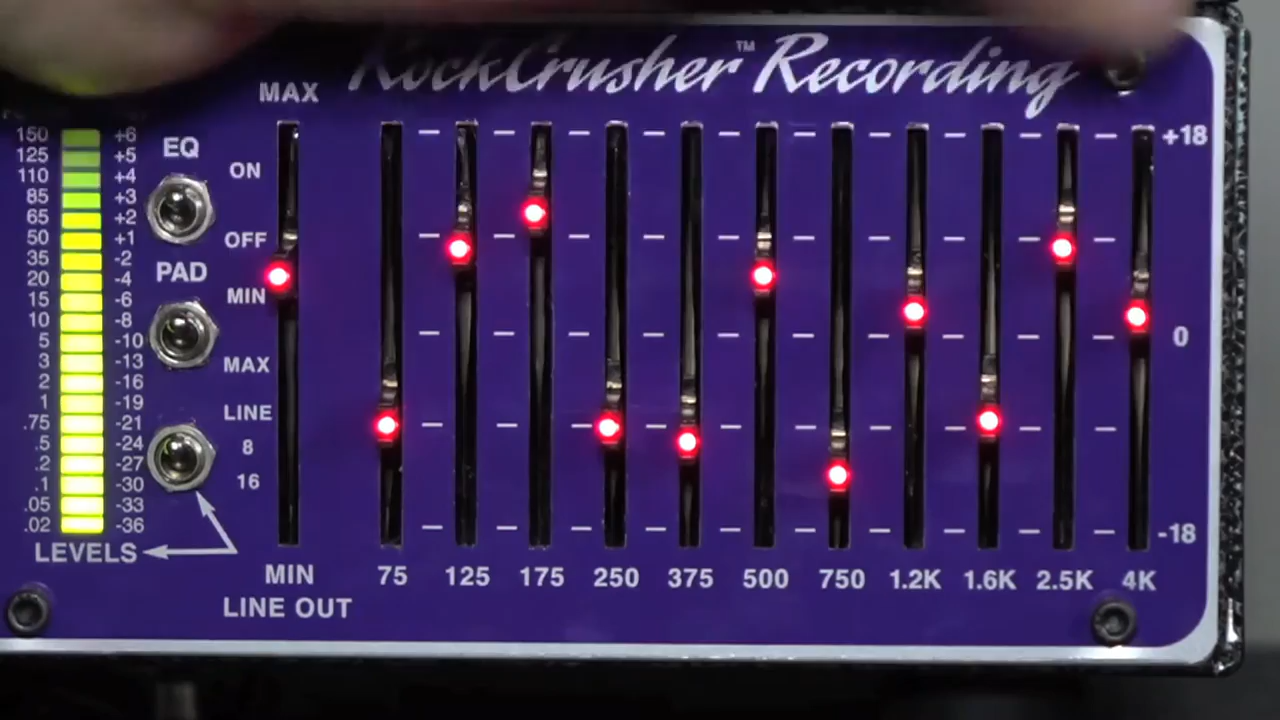 RockCrusher™ Recording
MAX
150 +6
125 +5
110 +4
85 +3
65 +2
50 +1
35 -2
20 -4
15 -6
10 -8
5 -10
3 -13
2 -16
1 -19
.75 -21
.5 -24
.2 -27
.1 -30
.05 -33
.02 -36
LEVELS
EQ
ON
OFF
PAD
MIN
MAX
LINE
8
16
+18
0
-18
MIN 75 125 175 250 375 500 750 1.2K 1.6K 2.5K 4K
LINE OUT